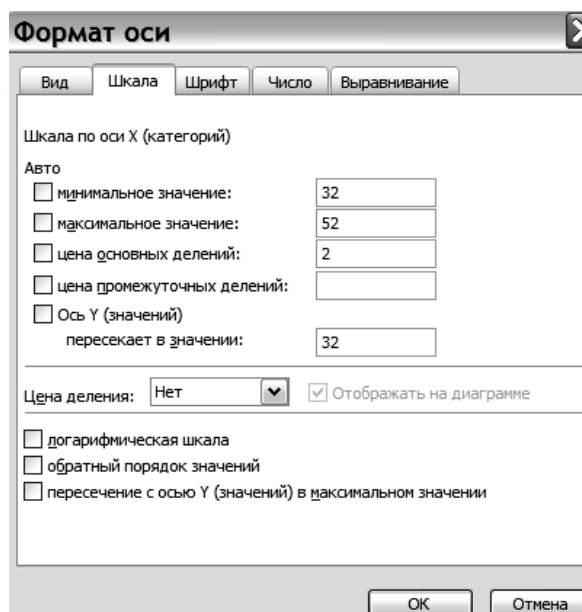 Формат оси
Вид Шкала Шрифт Число Выравнивание
Шкала по оси X (категорий)
Авто
минимальное значение: 32
максимальное значение: 52
цена основных делений: 2
цена промежуточных делений:
Ось Y (значений)
пересекает в значении: 32
Цена деления: Нет Отображать на диаграмме
логарифмическая шкала
обратный порядок значений
пересечение с осью Y (значений) в максимальном значении
ОК Отмена